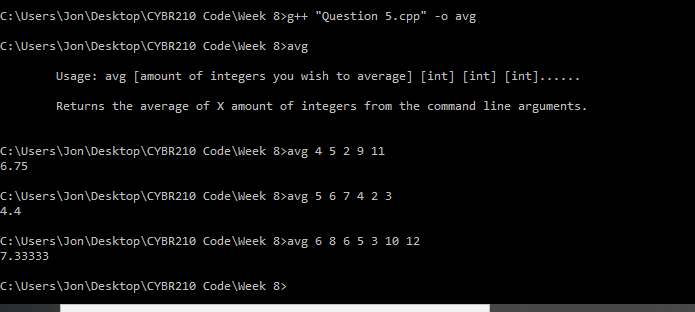 C:\Users\Jon\Desktop\CYBR210 Code\Week 8>g++ "Question 5.cpp" -o avg
C:\Users\Jon\Desktop\CYBR210 Code\Week 8>avg
Usage: avg [amount of integers you wish to average] [int] [int] [int]......
Returns the average of X amount of integers from the command line arguments.
C:\Users\Jon\Desktop\CYBR210 Code\Week 8>avg 4 5 2 9 11
6.75
C:\Users\Jon\Desktop\CYBR210 Code\Week 8>avg 5 6 7 4 2 3
4.4
C:\Users\Jon\Desktop\CYBR210 Code\Week 8>avg 6 8 6 5 3 10 12
7.33333
C:\Users\Jon\Desktop\CYBR210 Code\Week 8>